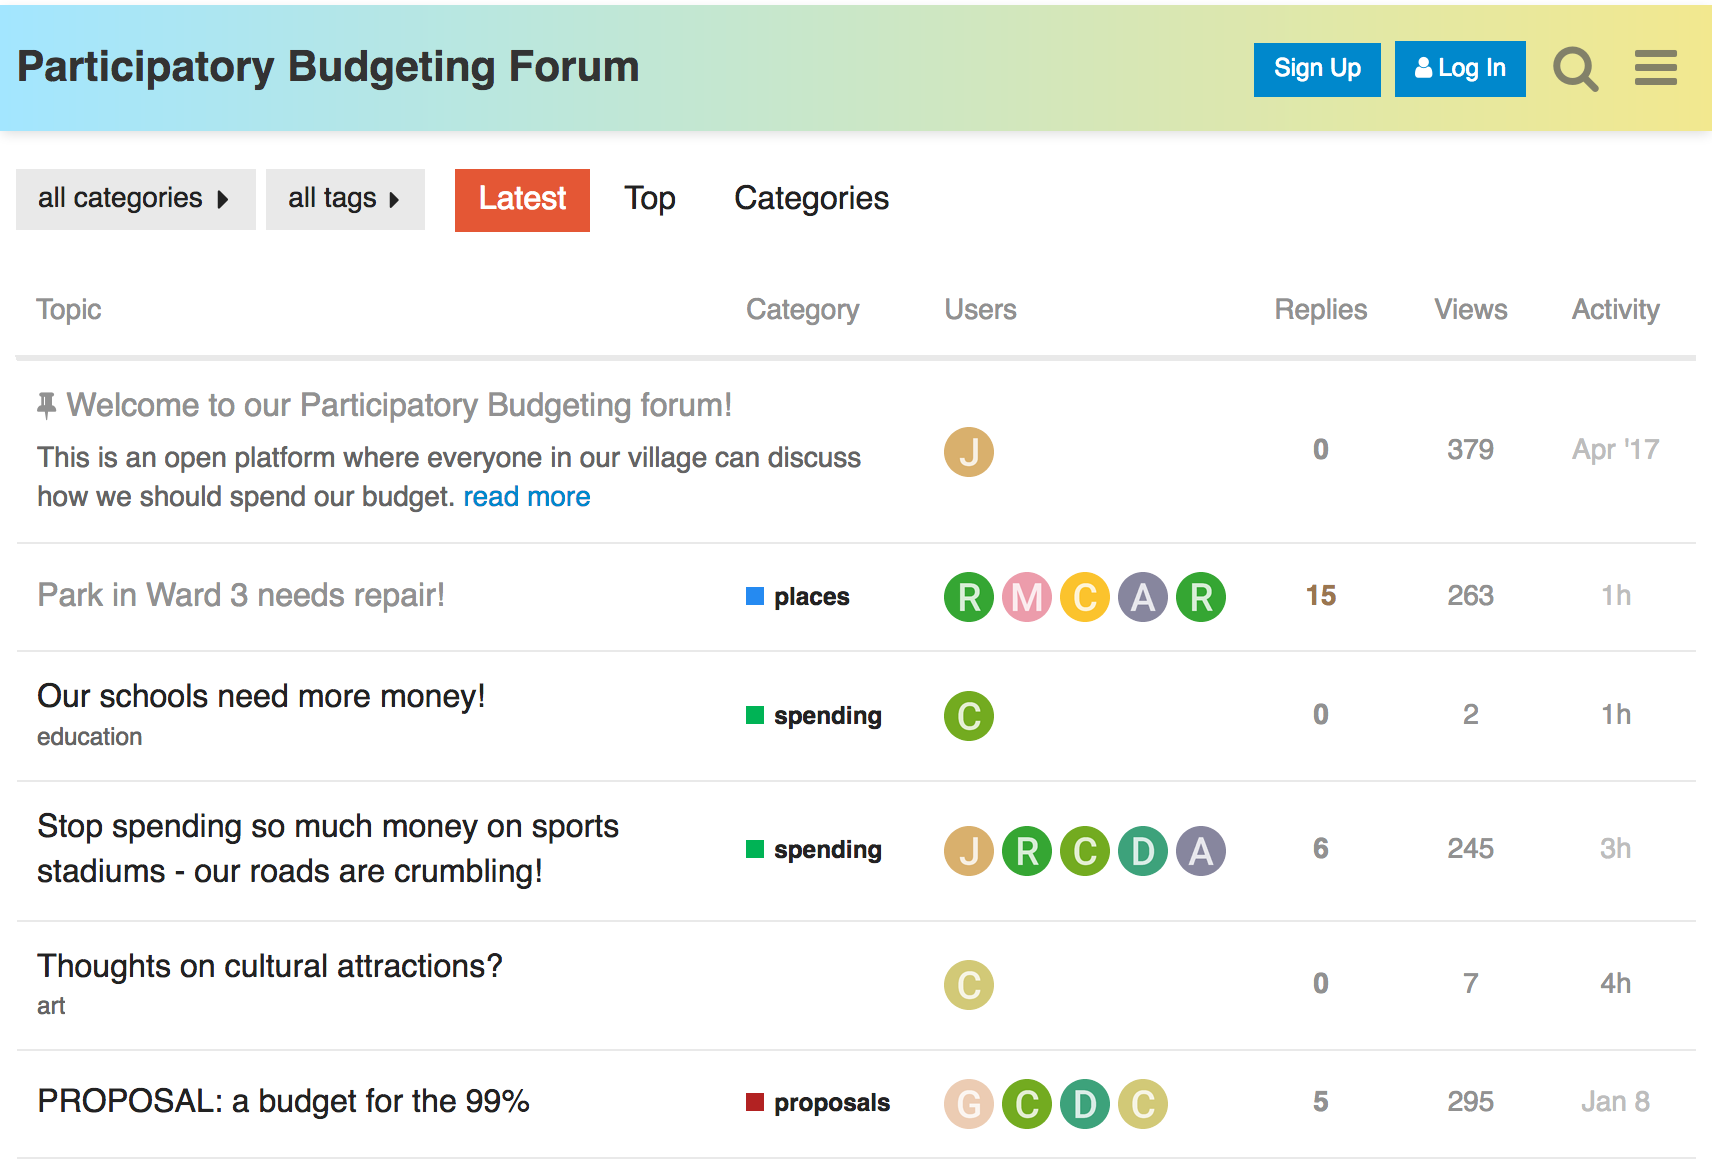 Participatory Budgeting Forum
Sign Up
Log In
all categories
all tags
Latest
Top
Categories
Topic Category Users Replies Views Activity
Welcome to our Participatory Budgeting forum!
This is an open platform where everyone in our village can discuss
how we should spend our budget. read more
J 0 379 Apr '17
Park in Ward 3 needs repair! places R M C A R 15 263 1h
Our schools need more money!
education
spending C 0 2 1h
Stop spending so much money on sports
stadiums - our roads are crumbling!
spending J R C D A 6 245 3h
Thoughts on cultural attractions?
art
C 0 7 4h
PROPOSAL: a budget for the 99% proposals G C D C 5 295 Jan 8